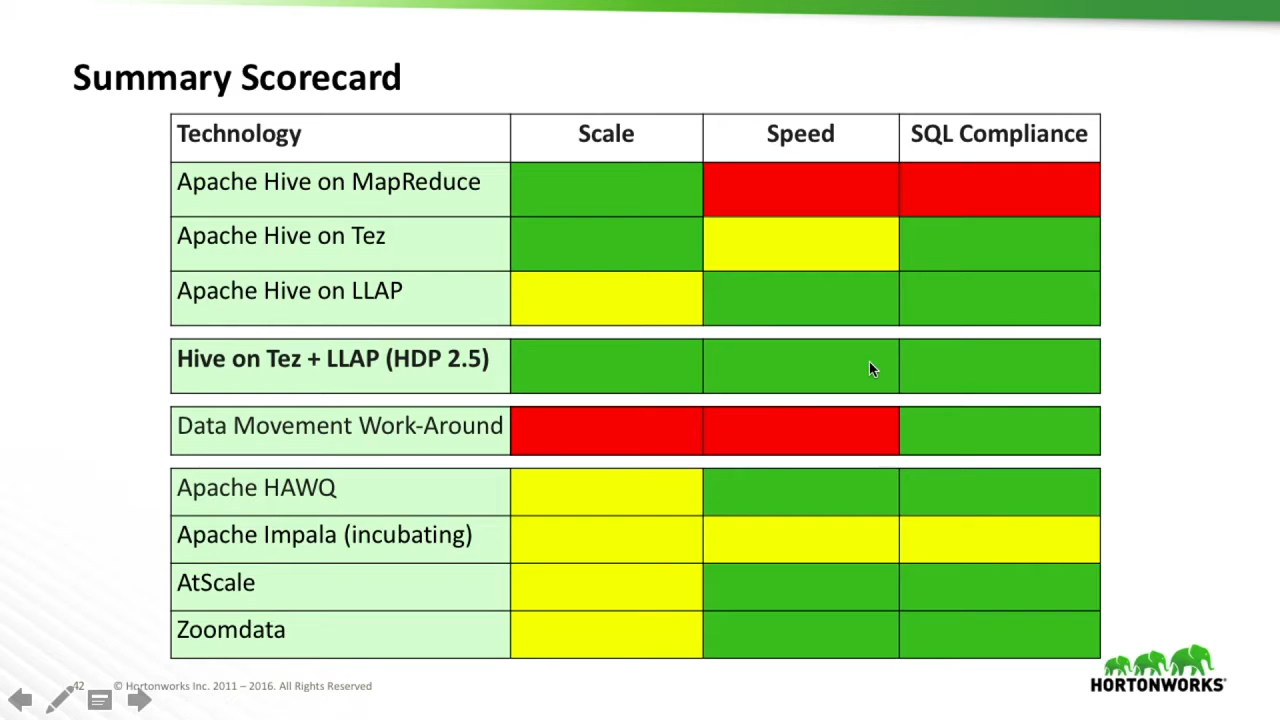 Summary Scorecard
Technology Scale Speed SQL Compliance
Apache Hive on MapReduce
Apache Hive on Tez
Apache Hive on LLAP
Hive on Tez + LLAP (HDP 2.5)
Data Movement Work-Around
Apache HAWQ
Apache Impala (incubating)
AtScale
Zoomdata
42 © Hortonworks Inc. 2011 – 2016. All Rights Reserved
HORTONWORKS